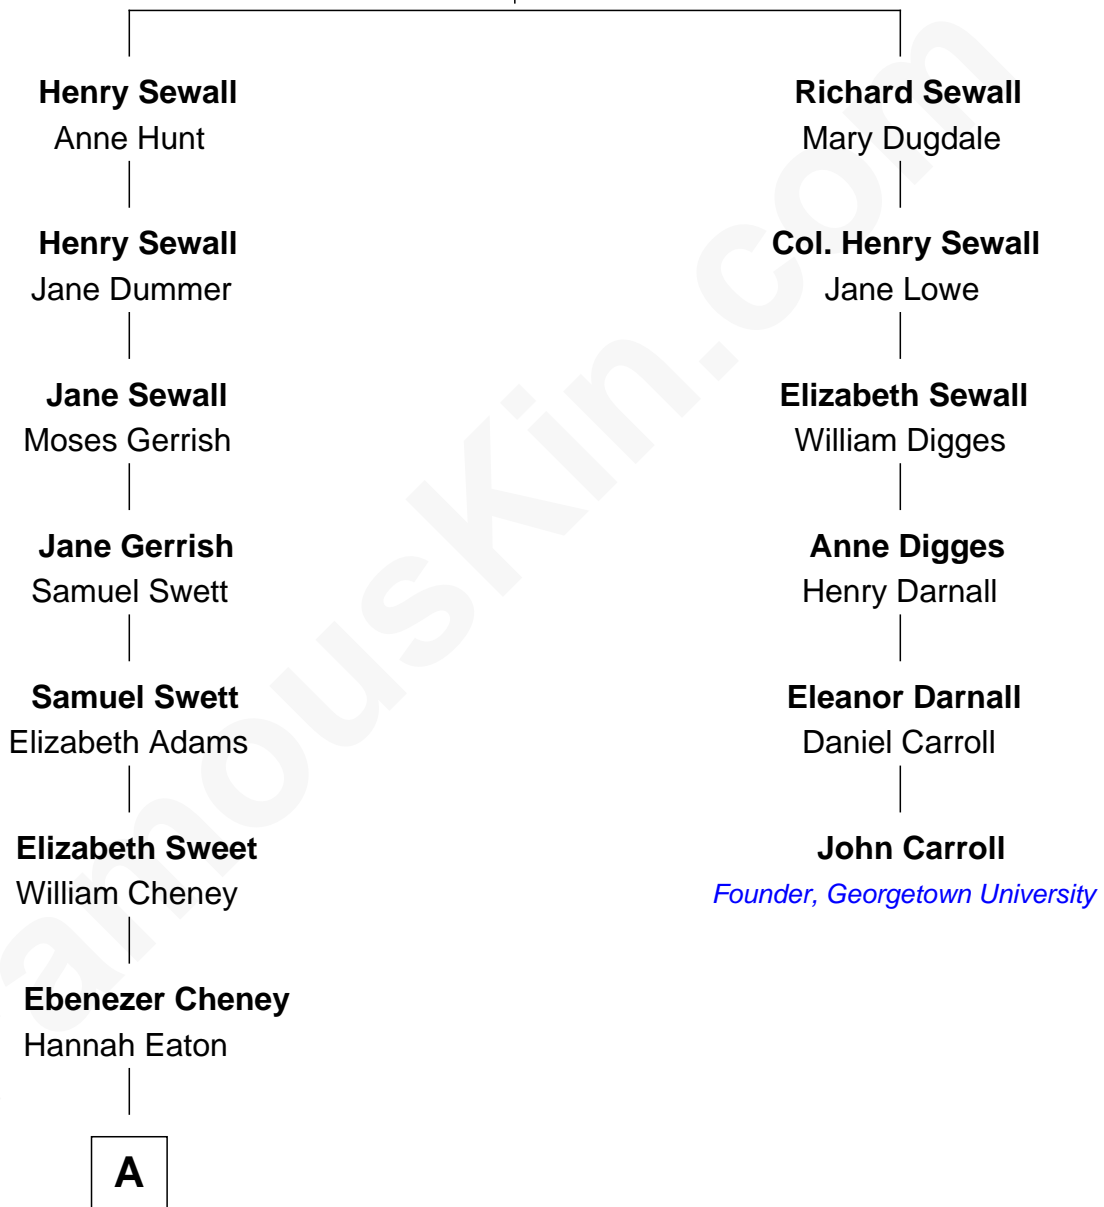 Henry Sewall
Anne Hunt
Henry Sewall
Jane Dummer
Jane Sewall
Moses Gerrish
Jane Gerrish
Samuel Swett
Samuel Swett
Elizabeth Adams
Elizabeth Sweet
William Cheney
Ebenezer Cheney
Hannah Eaton
A
Richard Sewall
Mary Dugdale
Col. Henry Sewall
Jane Lowe
Elizabeth Sewall
William Digges
Anne Digges
Henry Darnall
Eleanor Darnall
Daniel Carroll
John Carroll
Founder, Georgetown University
amouskin.com